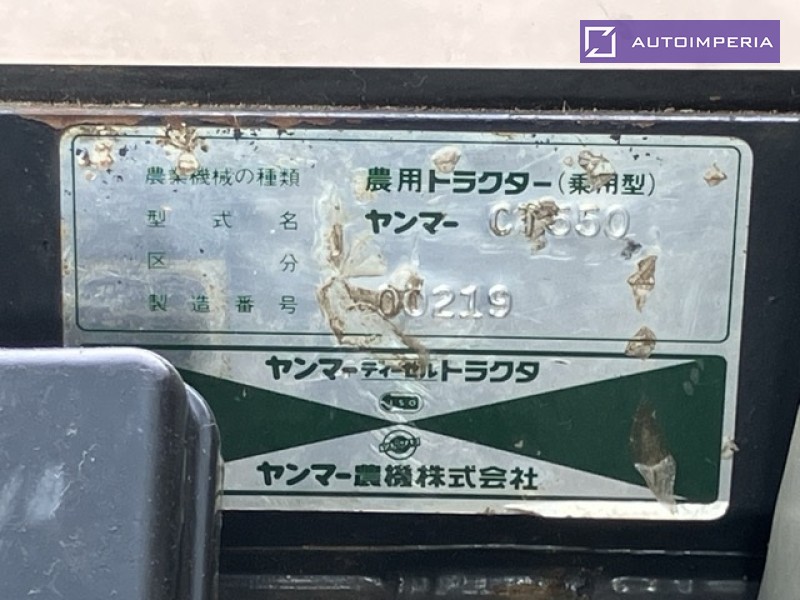 AUTOIMPERIA
農業機械の種類 農用トラクター(乗用型)
型式名 ヤンマー CT550
区分
製造番号 00219
ヤンマーディーゼルトラクタ
ヤンマー農機株式会社